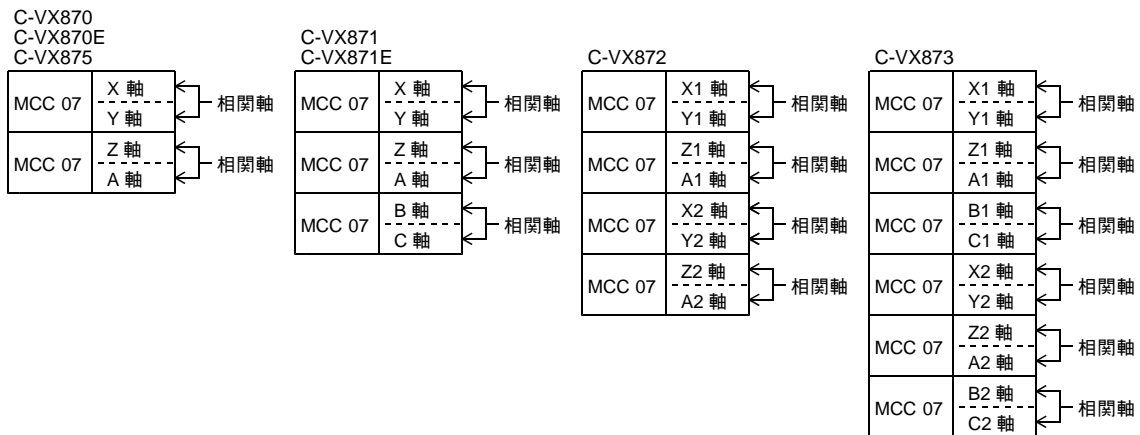 C-VX870
C-VX870E
C-VX875
MCC 07
X 軸
Y 軸
相関軸
MCC 07
Z 軸
A 軸
相関軸
C-VX871
C-VX871E
MCC 07
X 軸
Y 軸
相関軸
MCC 07
Z 軸
A 軸
相関軸
MCC 07
B 軸
C 軸
相関軸
C-VX872
MCC 07
X1 軸
Y1 軸
相関軸
MCC 07
Z1 軸
A1 軸
相関軸
MCC 07
X2 軸
Y2 軸
相関軸
MCC 07
Z2 軸
A2 軸
相関軸
C-VX873
MCC 07
X1 軸
Y1 軸
相関軸
MCC 07
Z1 軸
A1 軸
相関軸
MCC 07
B1 軸
C1 軸
相関軸
MCC 07
X2 軸
Y2 軸
相関軸
MCC 07
Z2 軸
A2 軸
相関軸
MCC 07
B2 軸
C2 軸
相関軸